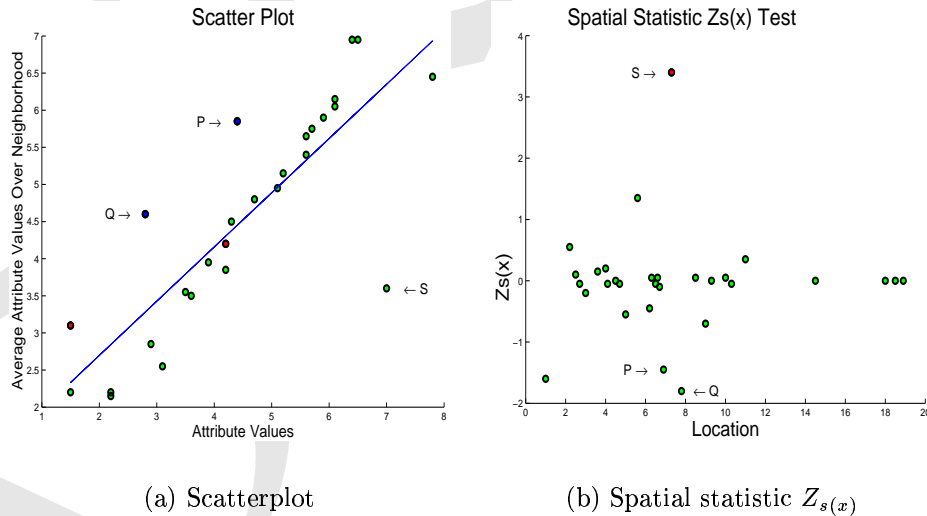 Scatter Plot
7
6.5
6
5.5
5
4.5
4
3.5
3
2.5
2
1 2 3 4 5 6 7 8
Average Attribute Values Over Neighborhood
Attribute Values
P →
Q →
← S
(a) Scatterplot
Spatial Statistic Zs(x) Test
4
3
2
1
0
−1
−2
0 2 4 6 8 10 12 14 16 18 20
Zs(x)
Location
S →
P →
← Q
(b) Spatial statistic Z_{s(x)}